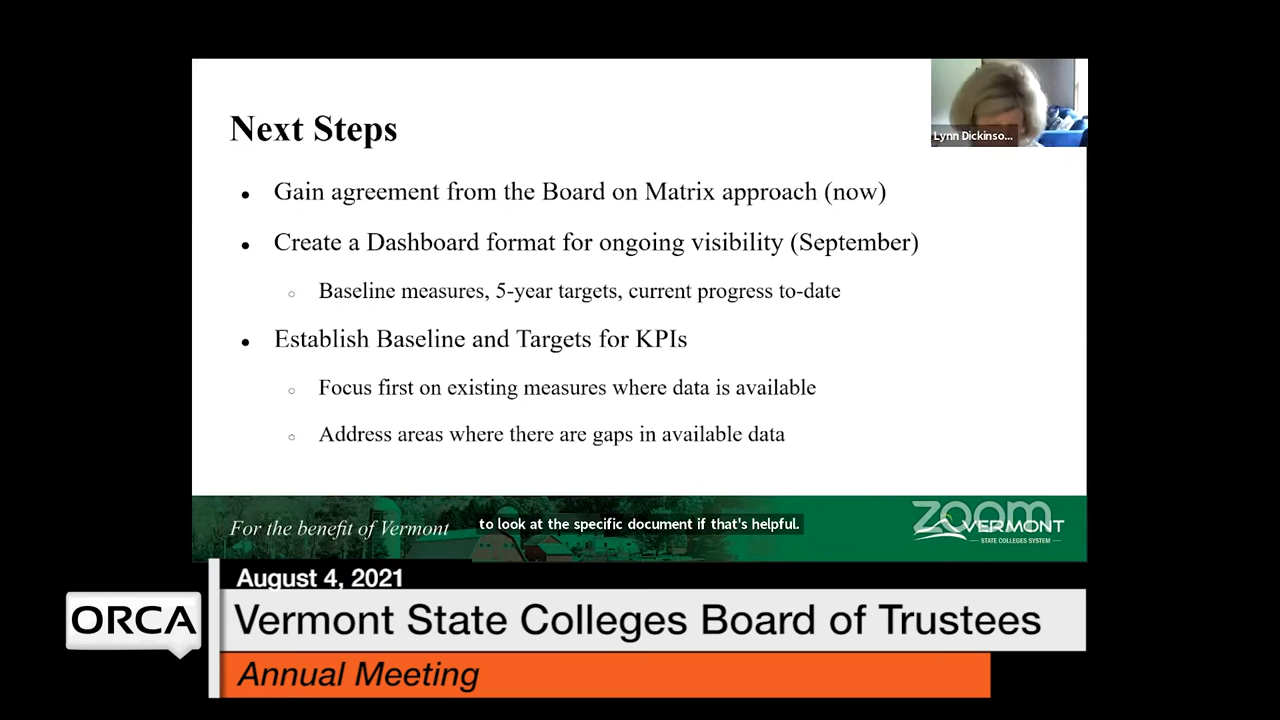 Next Steps
Lynn Dickinso...
● Gain agreement from the Board on Matrix approach (now)
● Create a Dashboard format for ongoing visibility (September)
○ Baseline measures, 5-year targets, current progress to-date
● Establish Baseline and Targets for KPIs
○ Focus first on existing measures where data is available
○ Address areas where there are gaps in available data
For the benefit of Vermont
to look at the specific document if that's helpful.
zoom
VERMONT
STATE COLLEGES SYSTEM
August 4, 2021
ORCA
Vermont State Colleges Board of Trustees
Annual Meeting